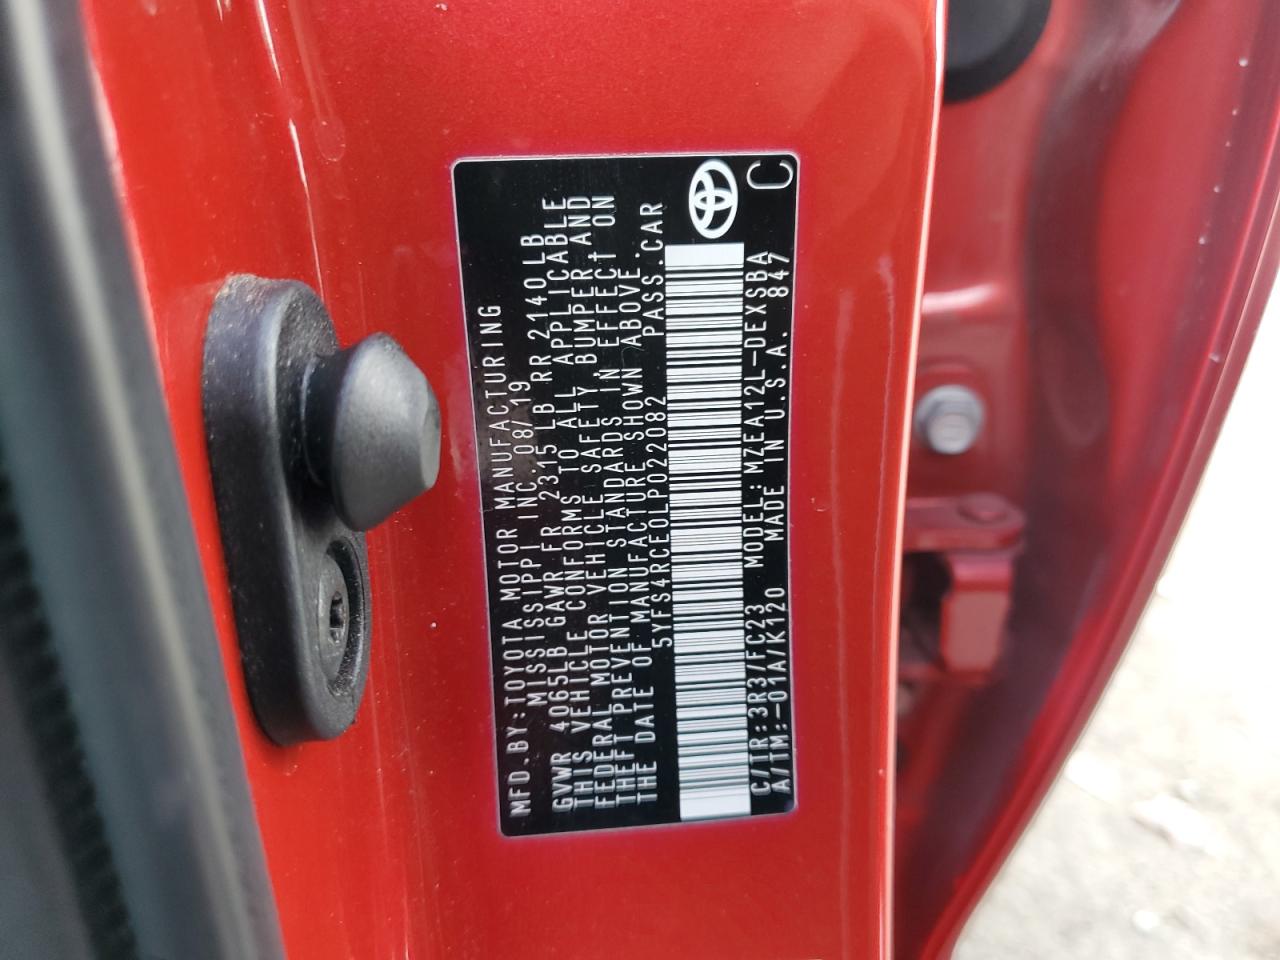 MFD.BY:TOYOTA MOTOR MANUFACTURING
MISSISSIPPI INC. 08/19
GVWR 4065LB GAWR FR 2315 LB RR 2140 LB
THIS VEHICLE CONFORMS TO ALL APPLICABLE
FEDERAL MOTOR VEHICLE SAFETY, BUMPER AND
THEFT PREVENTION STANDARDS IN EFFECT ON
THE DATE OF MANUFACTURE SHOWN ABOVE.
5YFS4RCE0LP022082 PASS.CAR
C/TR:3R3/FC23 MODEL:MZEA12L-DEXSBA
A/TM:-01A/K120 MADE IN U.S.A. 847
C